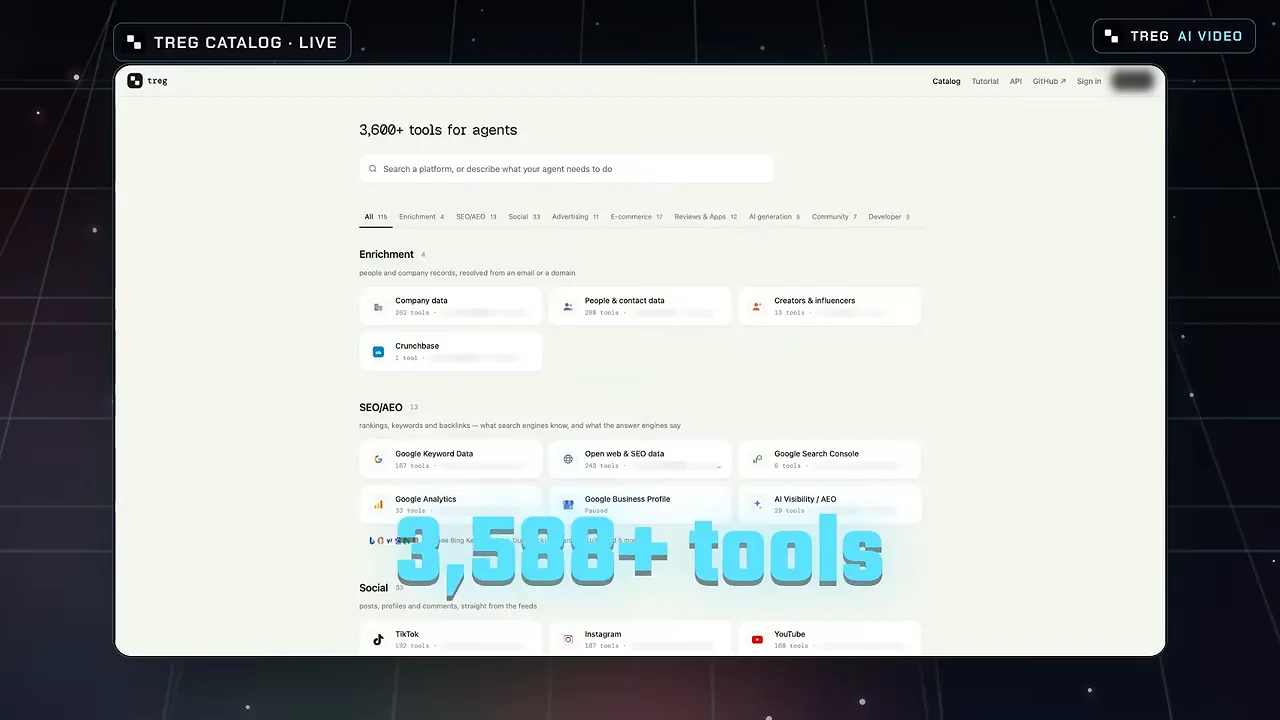 TREG CATALOG · LIVE
TREG AI VIDEO
treg
Catalog Tutorial API GitHub ↗ Sign in
3,600+ tools for agents
Search a platform, or describe what your agent needs to do
All 115 Enrichment 4 SEO/AEO 13 Social 33 Advertising 11 E-commerce 17 Reviews & Apps 12 AI generation 5 Community 7 Developer 3
Enrichment 4
people and company records, resolved from an email or a domain
Company data
262 tools ·
People & contact data
288 tools ·
Creators & influencers
13 tools ·
Crunchbase
1 tool ·
SEO/AEO 13
rankings, keywords and backlinks — what search engines know, and what the answer engines say
Google Keyword Data
167 tools ·
Open web & SEO data
243 tools ·
Google Search Console
6 tools ·
Google Analytics
33 tools ·
Google Business Profile
Paused
AI Visibility / AEO
29 tools ·
3,588+ tools
Social 33
posts, profiles and comments, straight from the feeds
TikTok
192 tools ·
Instagram
187 tools ·
YouTube
168 tools ·